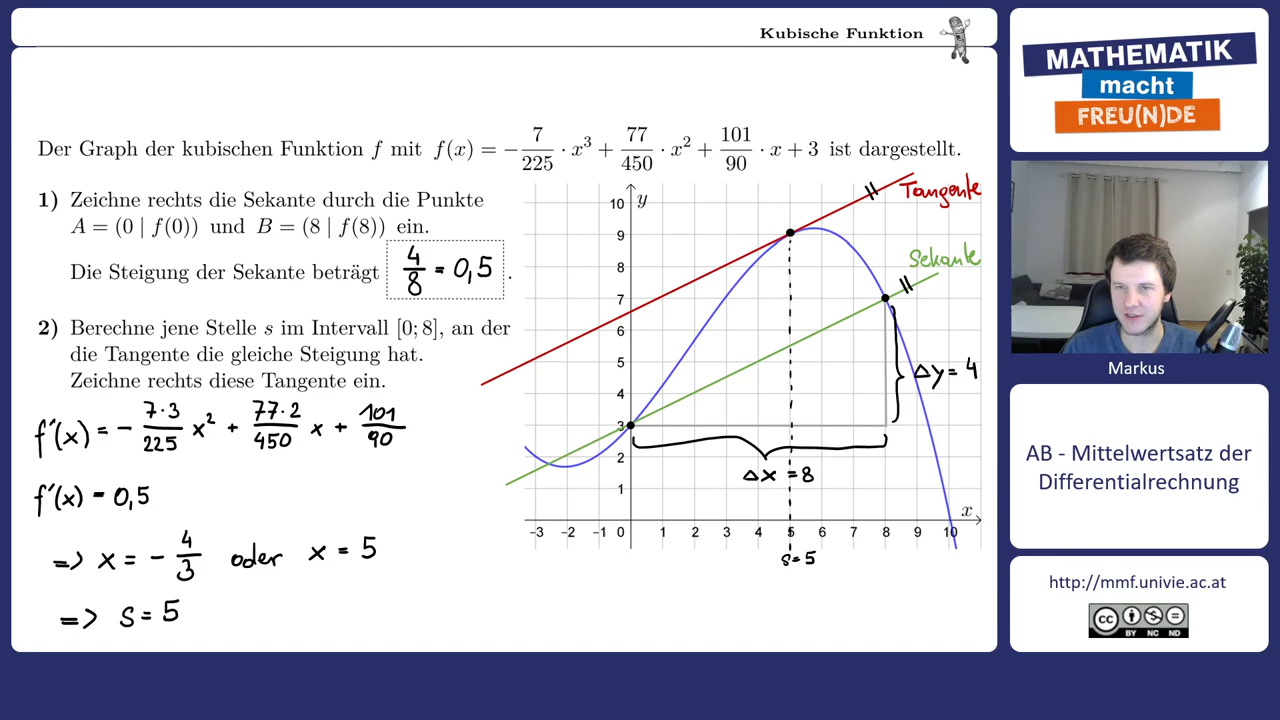 Kubische Funktion
Der Graph der kubischen Funktion f mit f(x) = −7/225 · x³ + 77/450 · x² + 101/90 · x + 3 ist dargestellt.
1) Zeichne rechts die Sekante durch die Punkte
A = (0 | f(0)) und B = (8 | f(8)) ein.
Die Steigung der Sekante beträgt 4/8 = 0,5 .
2) Berechne jene Stelle s im Intervall [0; 8], an der
die Tangente die gleiche Steigung hat.
Zeichne rechts diese Tangente ein.
f'(x) = − 7·3/225 x² + 77·2/450 x + 101/90
f'(x) = 0,5
=> x = − 4/3 oder x = 5
=> s = 5
Tangente
Sekante
y
10
9
8
7
6
5
4
3
2
1
Δy = 4
Δx = 8
x
−3 −2 −1 0 1 2 3 4 5 6 7 8 9 10
s = 5
MATHEMATIK
macht
FREU(N)DE
Markus
AB - Mittelwertsatz der
Differentialrechnung
http://mmf.univie.ac.at
cc
BY NC ND